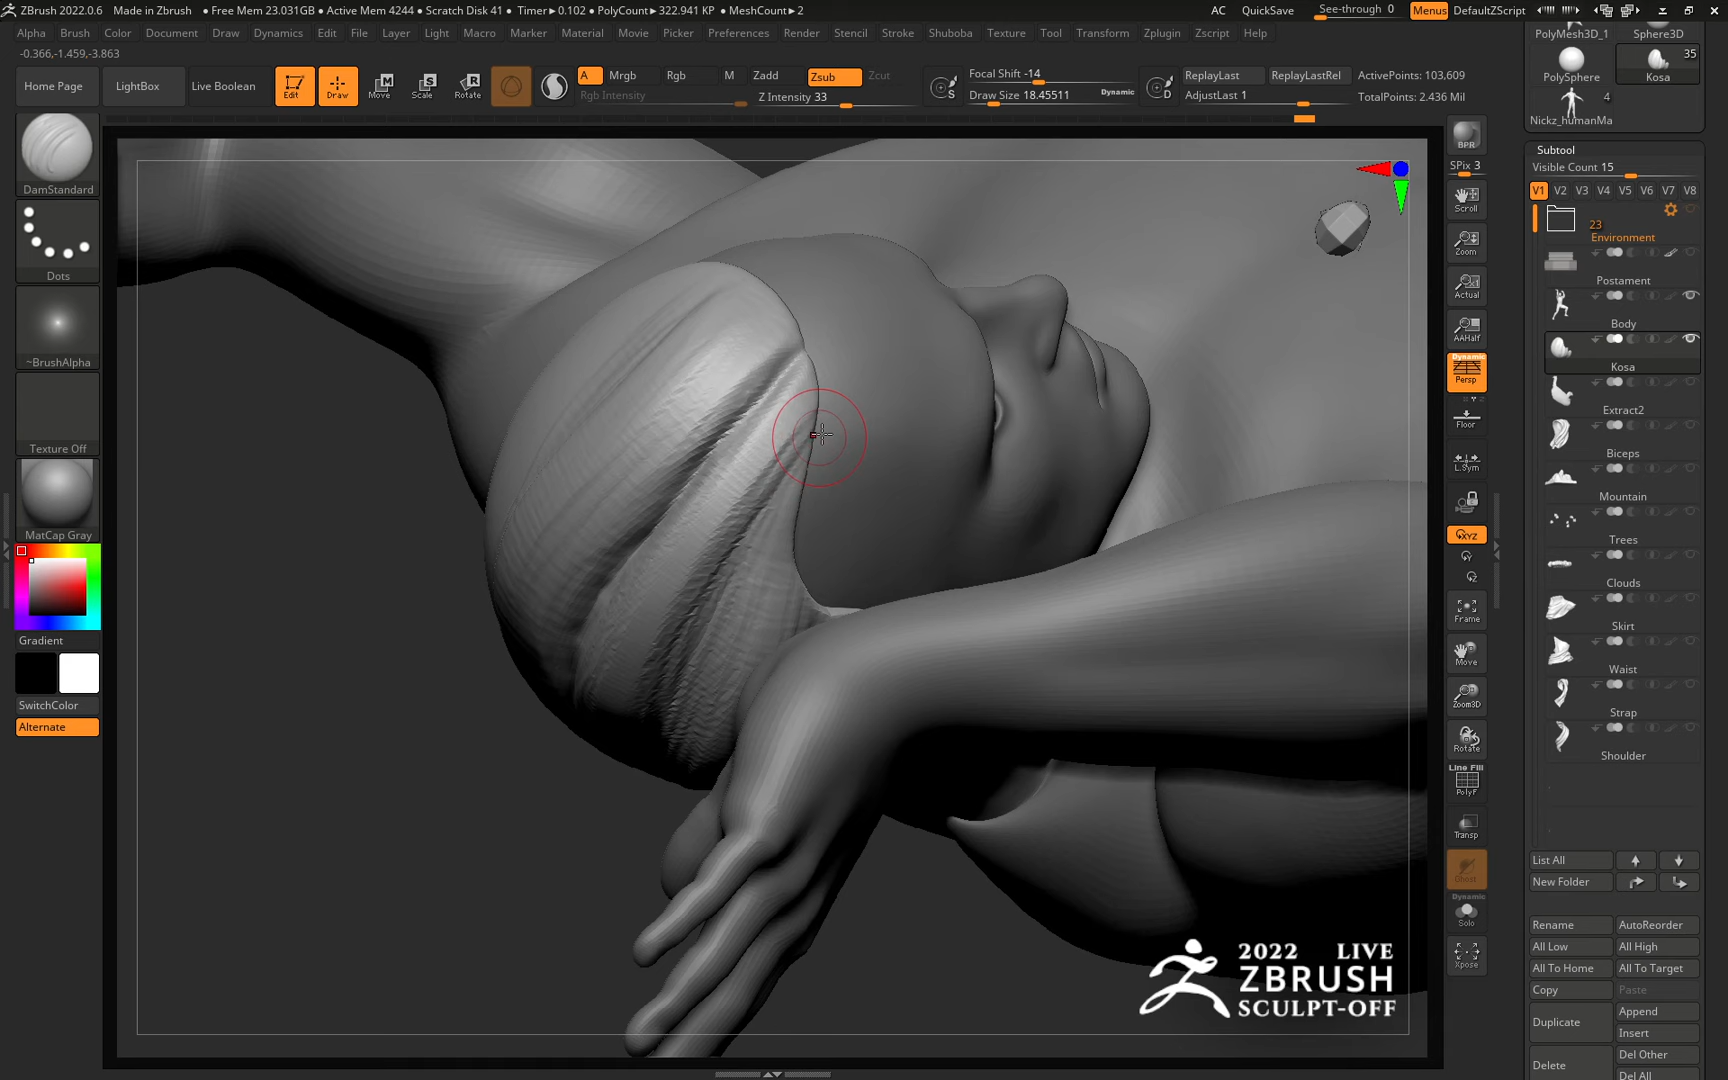 ZBrush 2022.0.6 Made in Zbrush • Free Mem 23.031GB • Active Mem 4244 • Scratch Disk 41 • Timer▸0.102 • PolyCount▸322.941 KP • MeshCount▸2 AC QuickSave See-through 0 Menus DefaultZScript
Alpha Brush Color Document Draw Dynamics Edit File Layer Light Macro Marker Material Movie Picker Preferences Render Stencil Stroke Shuboba Texture Tool Transform Zplugin Zscript Help
-0.366,-1.459,-3.863
Home Page LightBox Live Boolean Edit Draw Move Scale Rotate
A Mrgb Rgb M Zadd Zsub Zcut
Rgb Intensity Z Intensity 33
S Focal Shift -14
Draw Size 18.45511 Dynamic
D ReplayLast ReplayLastRel
AdjustLast 1
ActivePoints: 103,609
TotalPoints: 2.436 Mil
DamStandard
Dots
~BrushAlpha
Texture Off
MatCap Gray
Gradient
SwitchColor
Alternate
BPR
SPix 3
Scroll
Zoom
Actual
AAHalf
Dynamic
Persp
Floor
L.Sym
XYZ
Y
Z
Frame
Move
Zoom3D
Rotate
Line Fill
PolyF
Transp
Ghost
Dynamic
Solo
Xpose
PolyMesh3D_1 Sphere3D
35
PolySphere Kosa
4
Nickz_humanMa
Subtool
Visible Count 15
V1 V2 V3 V4 V5 V6 V7 V8
23
Environment
Postament
Body
Kosa
Extract2
Biceps
Mountain
Trees
Clouds
Skirt
Waist
Strap
Shoulder
List All
New Folder
Rename AutoReorder
All Low All High
All To Home All To Target
Copy Paste
Duplicate Append
Insert
Delete Del Other
Del All
2022 LIVE
ZBRUSH
SCULPT-OFF